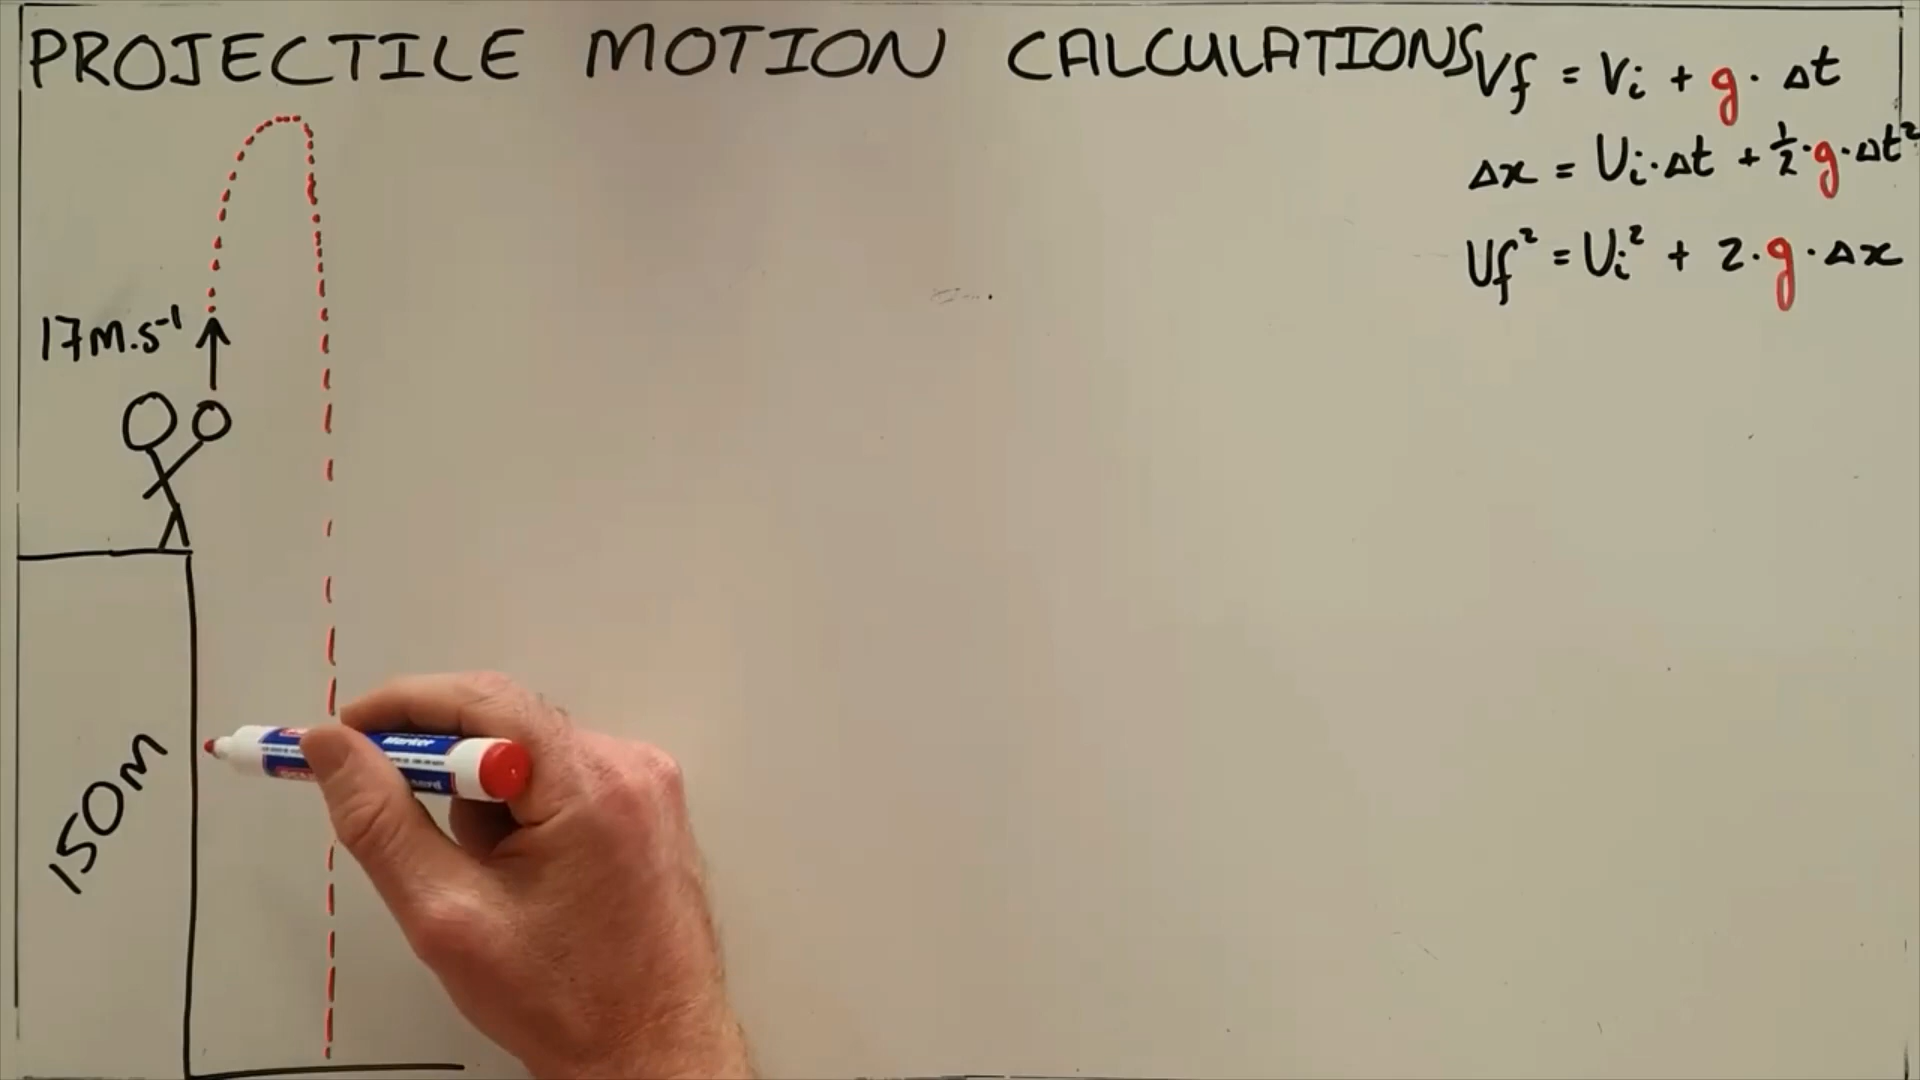 PROJECTILE MOTION CALCULATIONS
Vf = Vi + g · Δt
Δx = Vi · Δt + ½ · g · Δt²
Vf² = Vi² + 2 · g · Δx
17m.s⁻¹
150m
Marker